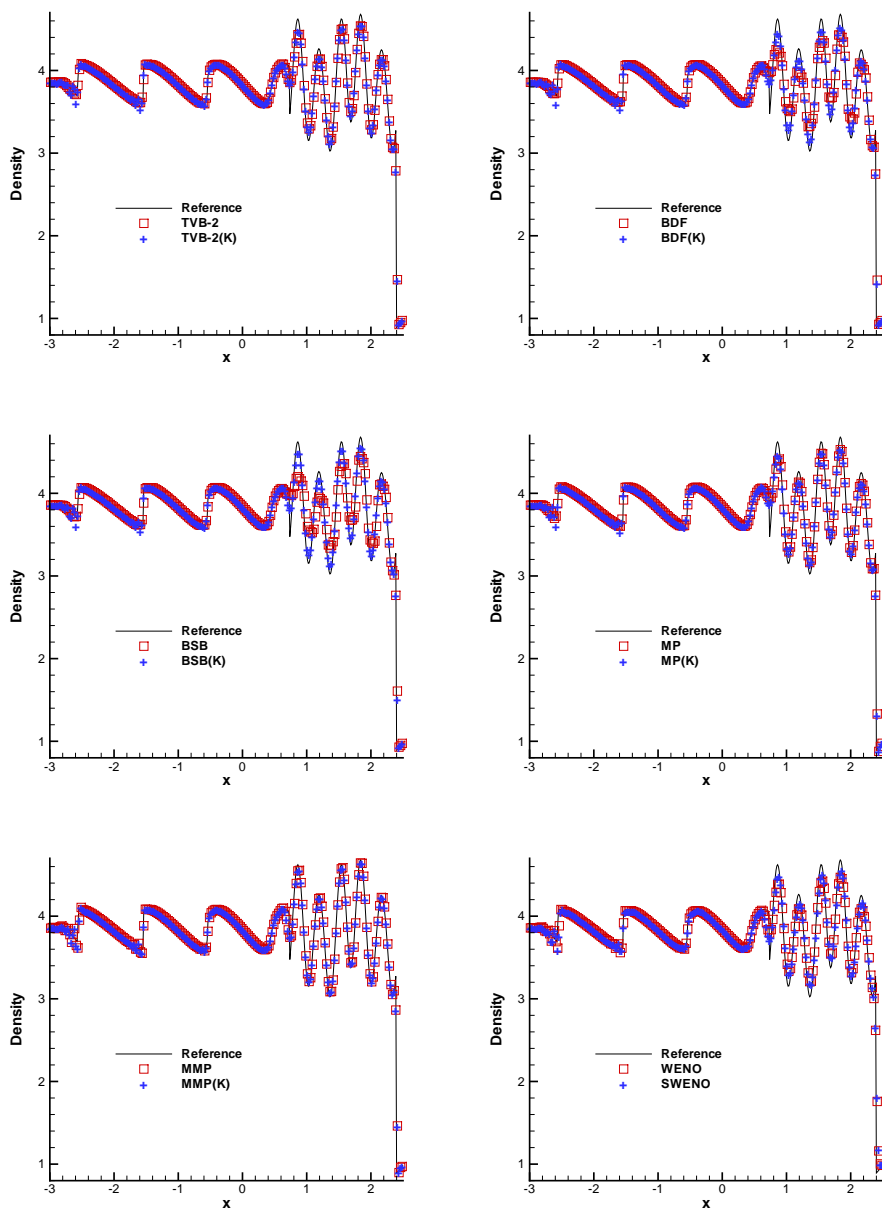 Density
4
3
2
1
Reference
TVB-2
TVB-2(K)
-3
-2
-1
0
1
2
x
Density
4
3
2
1
Reference
BDF
BDF(K)
-3
-2
-1
0
1
2
x
Density
4
3
2
1
Reference
BSB
BSB(K)
-3
-2
-1
0
1
2
x
Density
4
3
2
1
Reference
MP
MP(K)
-3
-2
-1
0
1
2
x
Density
4
3
2
1
Reference
MMP
MMP(K)
-3
-2
-1
0
1
2
x
Density
4
3
2
1
Reference
WENO
SWENO
-3
-2
-1
0
1
2
x